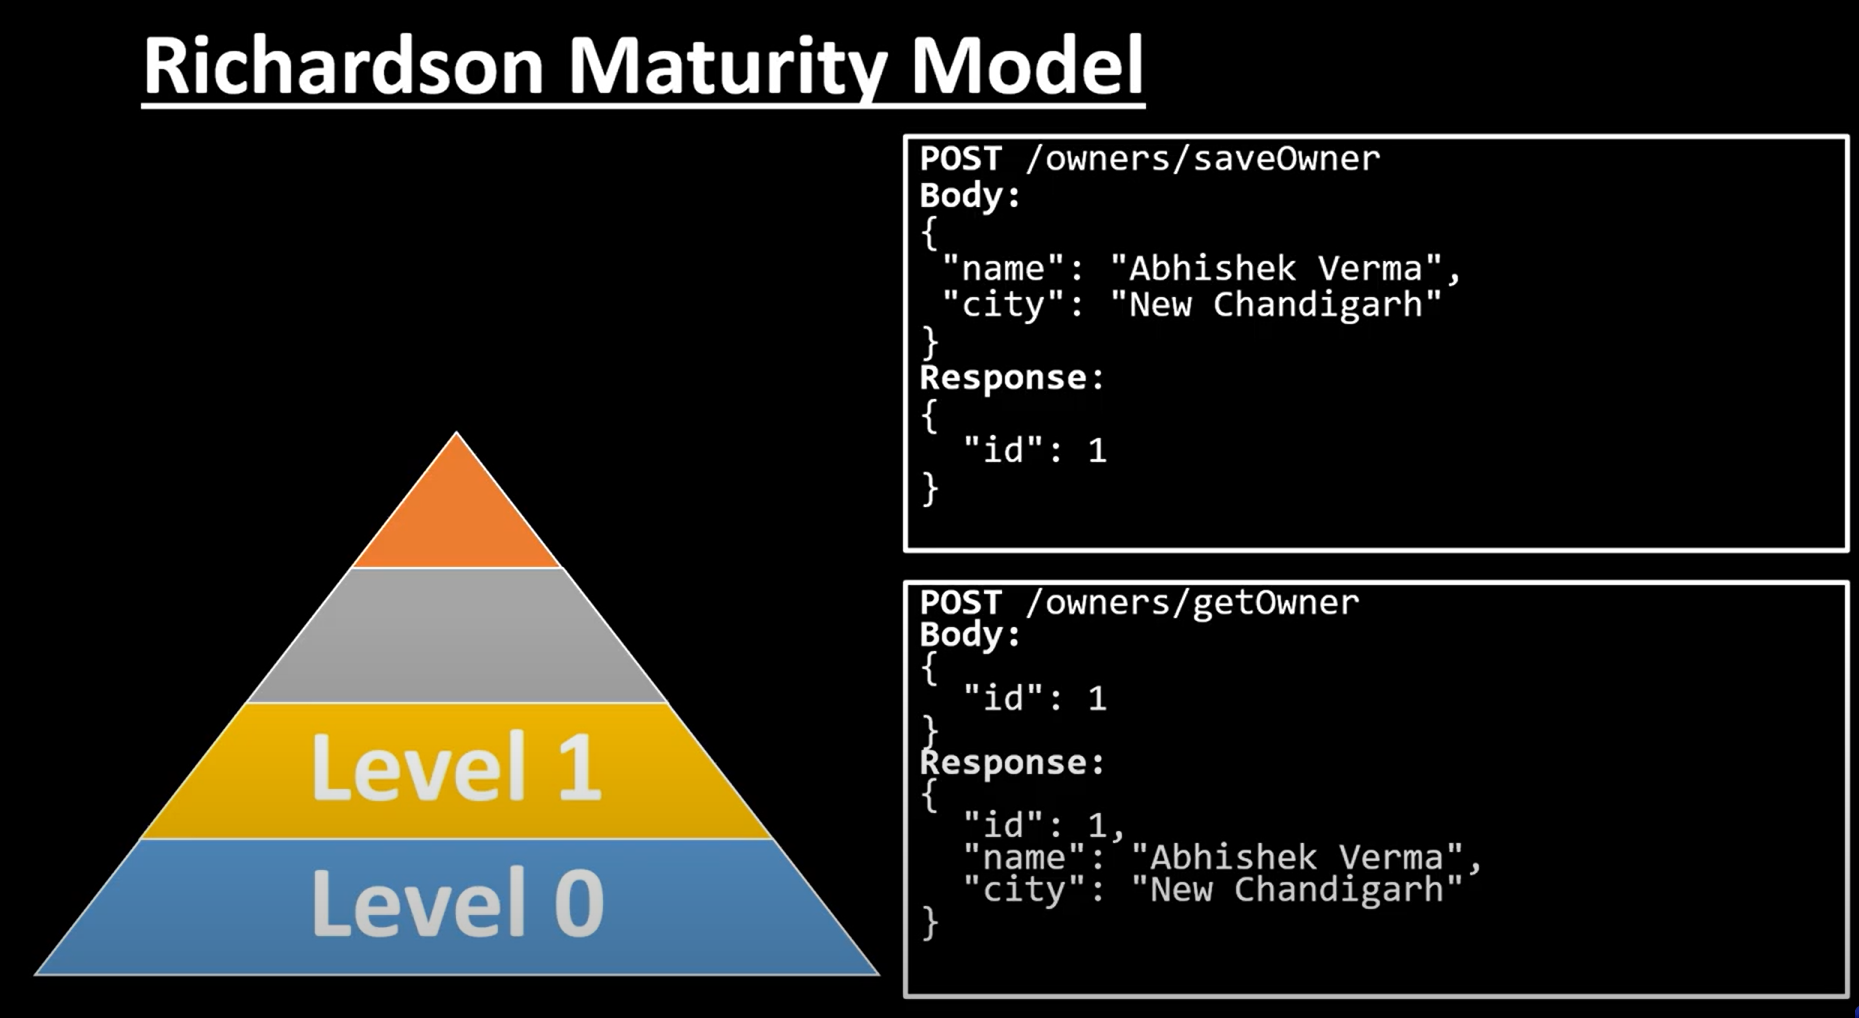 Richardson Maturity Model
POST /owners/saveOwner
Body:
{
"name": "Abhishek Verma",
"city": "New Chandigarh"
}
Response:
{
"id": 1
}
POST /owners/getOwner
Body:
{
"id": 1
}
Response:
{
"id": 1,
"name": "Abhishek Verma",
"city": "New Chandigarh"
}
Level 1
Level 0